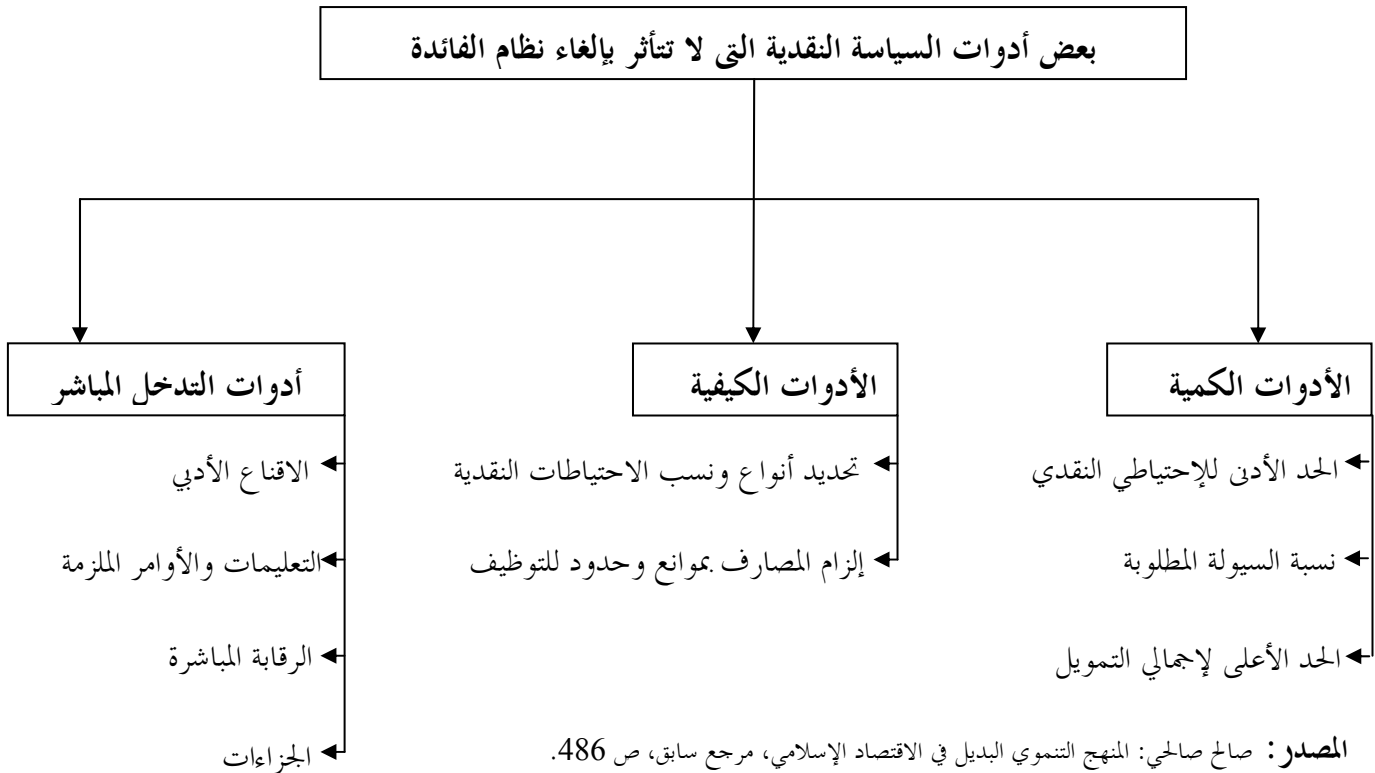 بعض أدوات السياسة النقدية التى لا تتأثر بإلغاء نظام الفائدة
الأدوات الكمية
الحد الأدنى للإحتياطي النقدي
نسبة السيولة المطلوبة
الحد الأعلى لإجمالي التمويل
الأدوات الكيفية
تحديد أنواع ونسب الاحتياطات النقدية
إلزام المصارف بموانع وحدود للتوظيف
أدوات التدخل المباشر
الاقناع الأدبي
التعليمات والأوامر الملزمة
الرقابة المباشرة
الجزاءات
المصدر: صالح صالحي: المنهج التنموي البديل في الاقتصاد الإسلامي، مرجع سابق، ص 486.